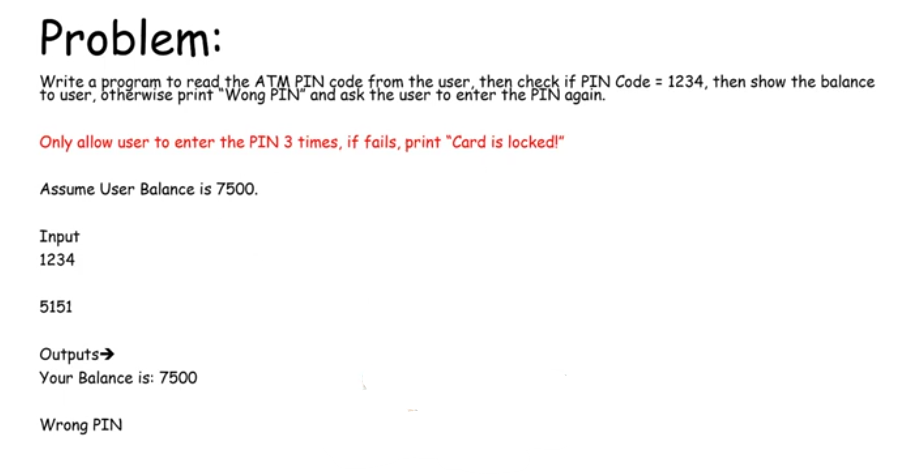 Problem:
Write a program to read the ATM PIN code from the user, then check if PIN Code = 1234, then show the balance
to user, otherwise print "Wong PIN" and ask the user to enter the PIN again.
Only allow user to enter the PIN 3 times, if fails, print "Card is locked!"
Assume User Balance is 7500.
Input
1234
5151
Outputs➔
Your Balance is: 7500
Wrong PIN